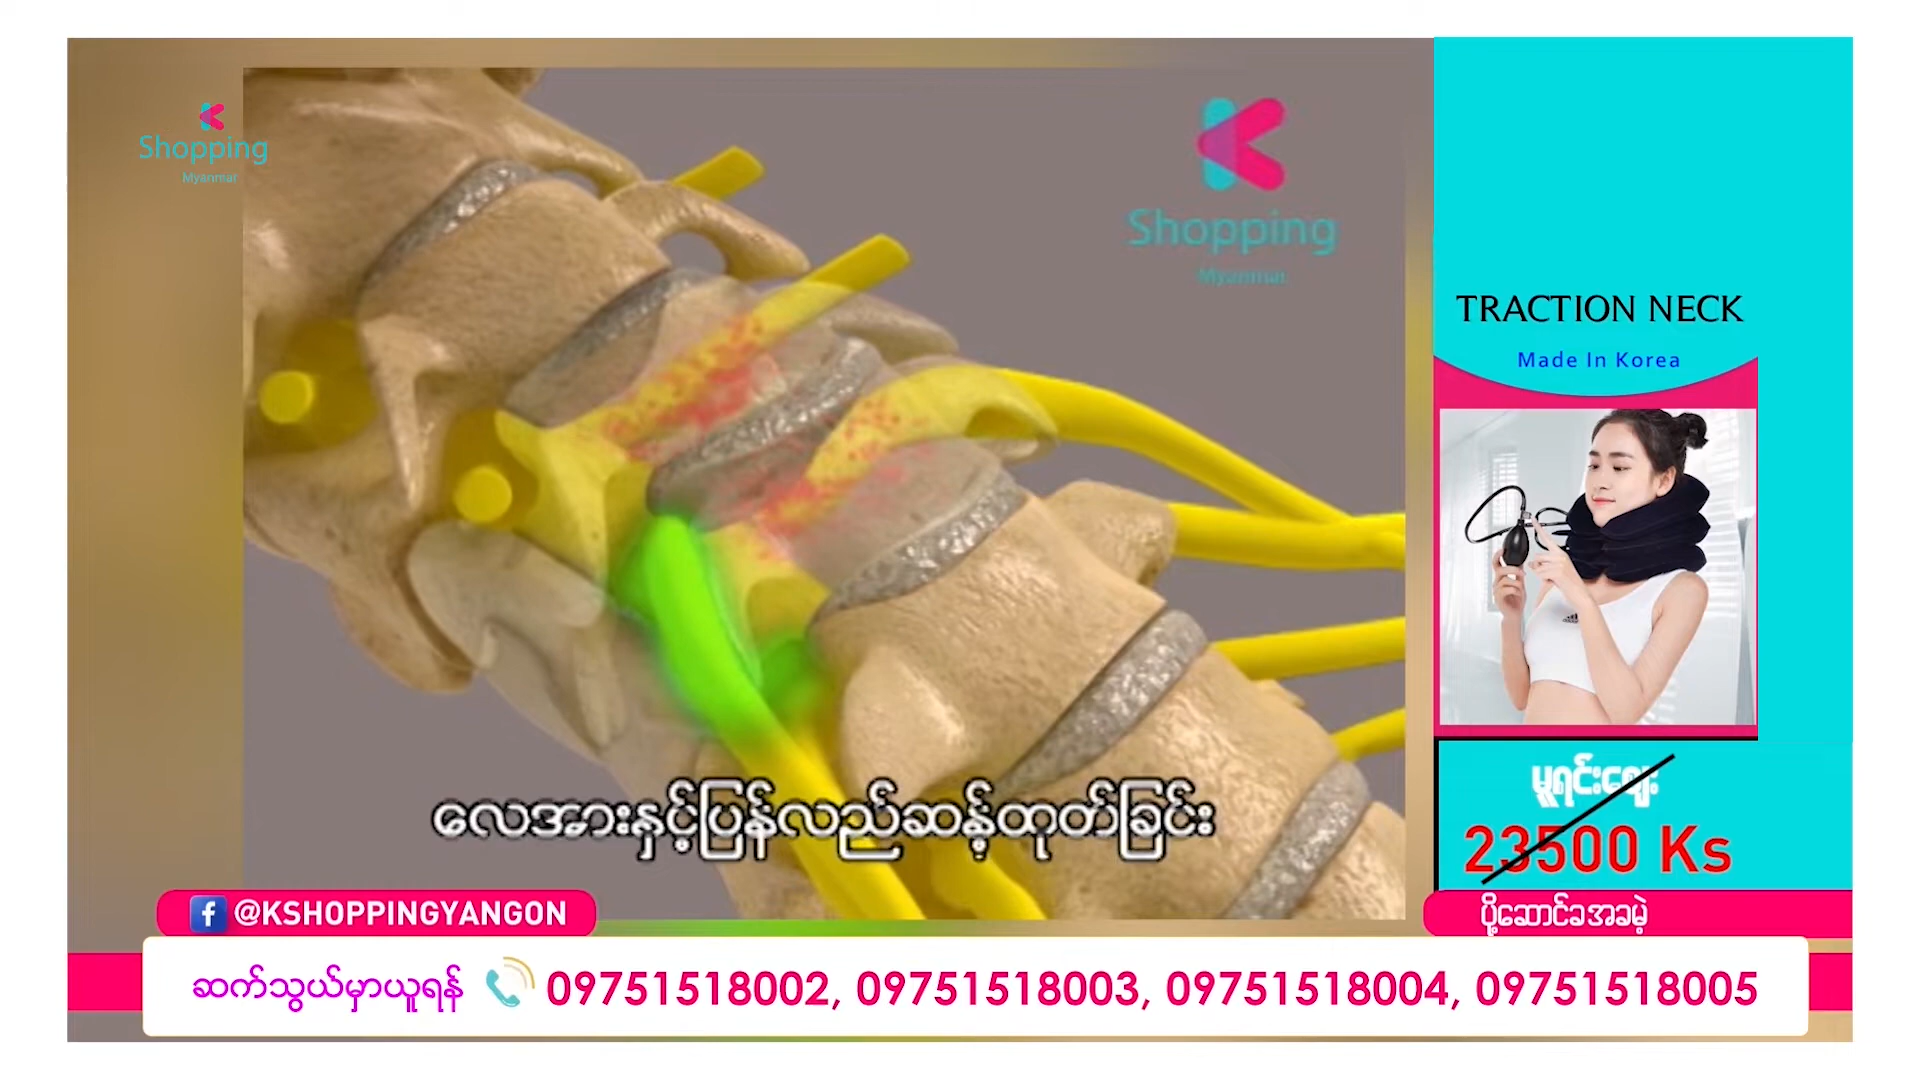 Shopping
Myanmar
Shopping
Myanmar
TRACTION NECK
Made In Korea
လေအားနှင့်ပြန်လည်ဆန့်ထုတ်ခြင်း
မူရင်းဈေး
23500 Ks
@KSHOPPINGYANGON
ပို့ဆောင်ခအခမဲ့
ဆက်သွယ်မှာယူရန် 09751518002, 09751518003, 09751518004, 09751518005